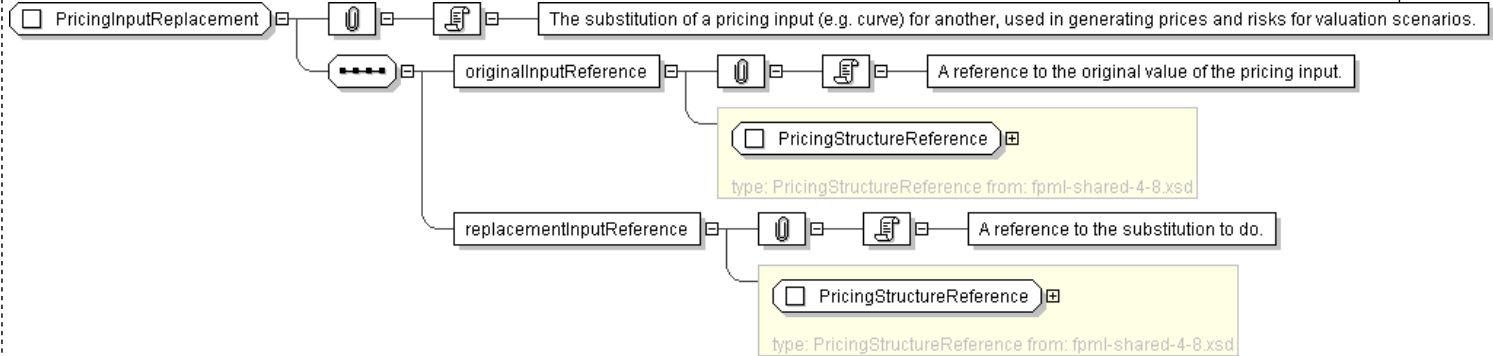 PricingInputReplacement
The substitution of a pricing input (e.g. curve) for another, used in generating prices and risks for valuation scenarios.
originalInputReference
A reference to the original value of the pricing input.
PricingStructureReference
type: PricingStructureReference from: fpml-shared-4-8.xsd
replacementInputReference
A reference to the substitution to do.
PricingStructureReference
type: PricingStructureReference from: fpml-shared-4-8.xsd